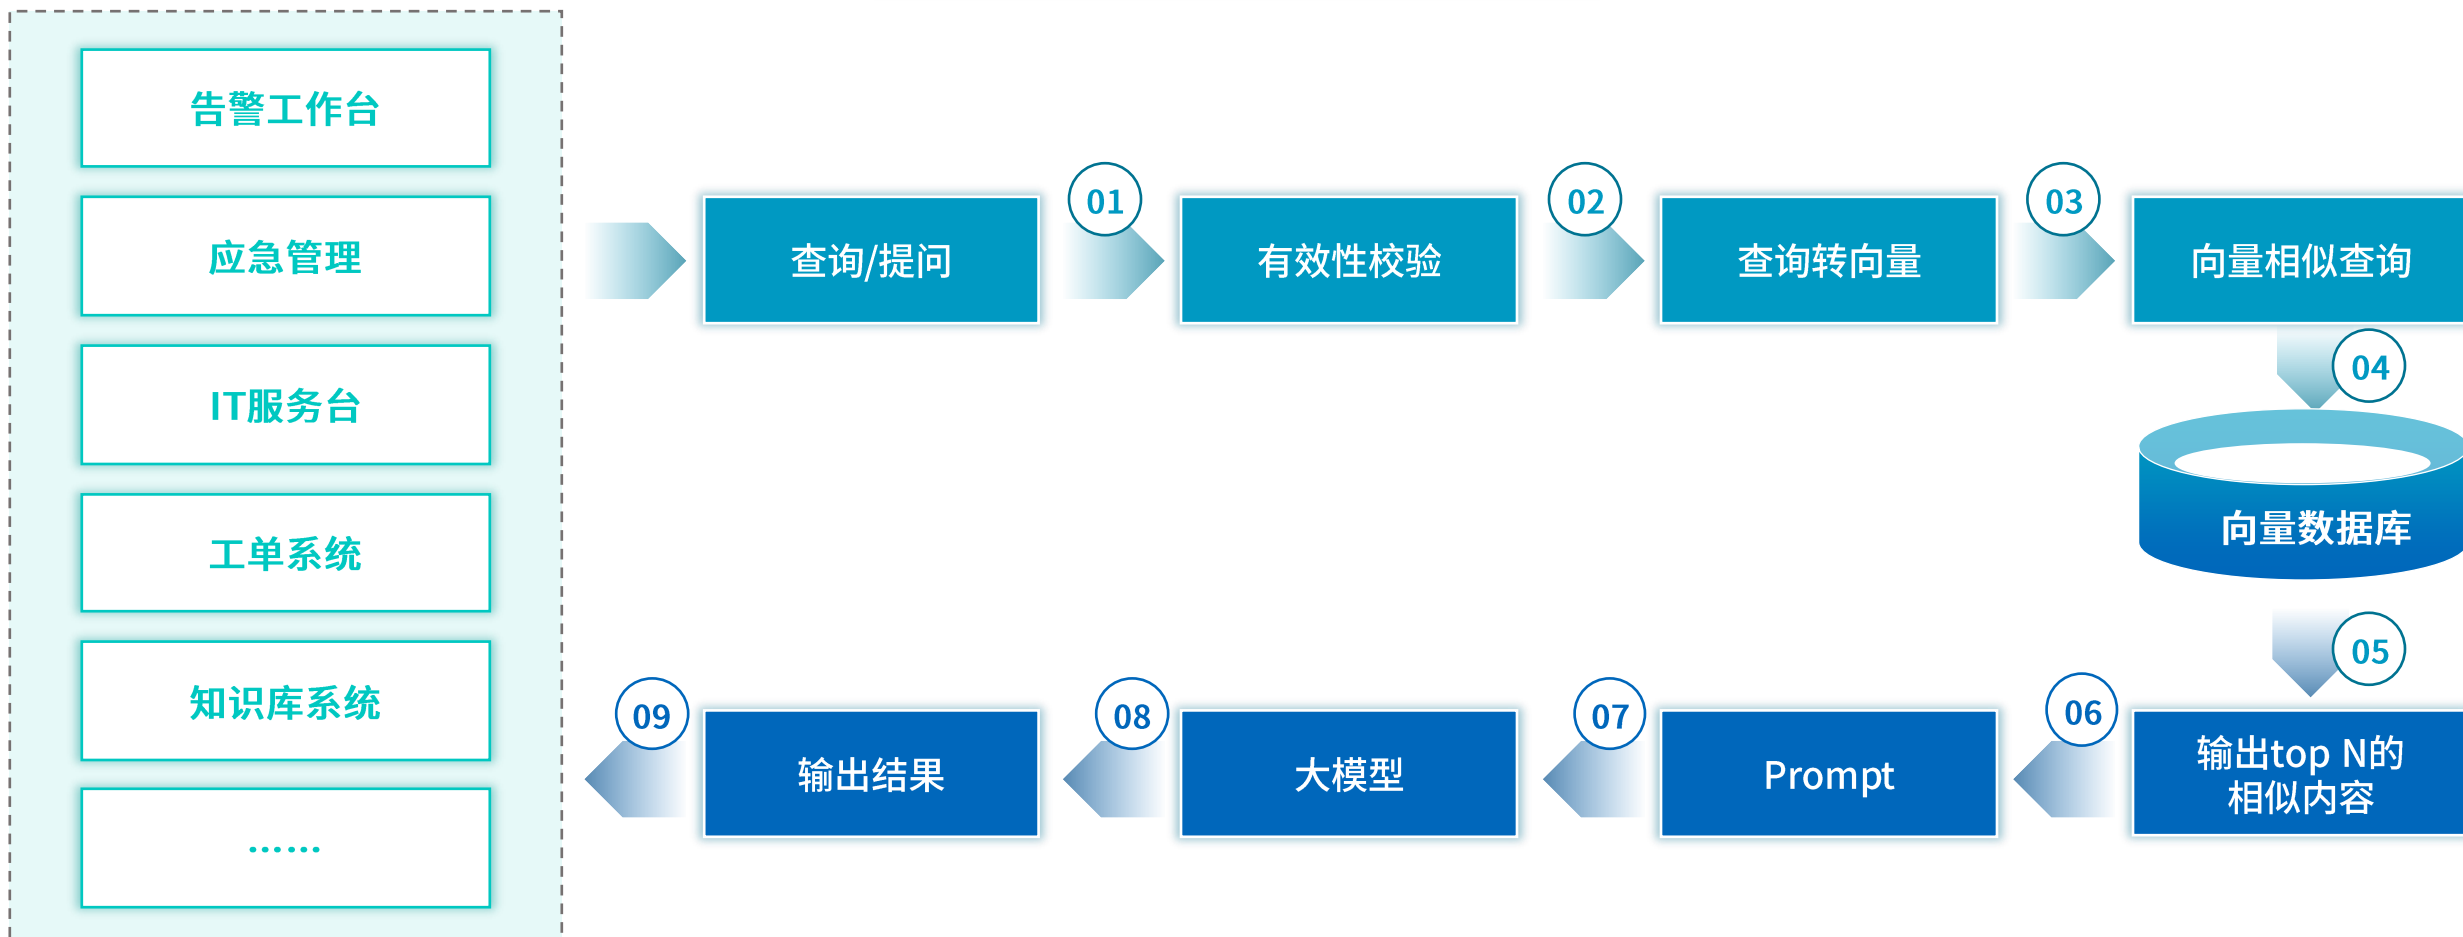 告警工作台
应急管理
IT服务台
工单系统
知识库系统
······
查询/提问
01
有效性校验
02
查询转向量
03
向量相似查询
04
向量数据库
05
输出top N的
相似内容
06
Prompt
07
大模型
08
输出结果
09